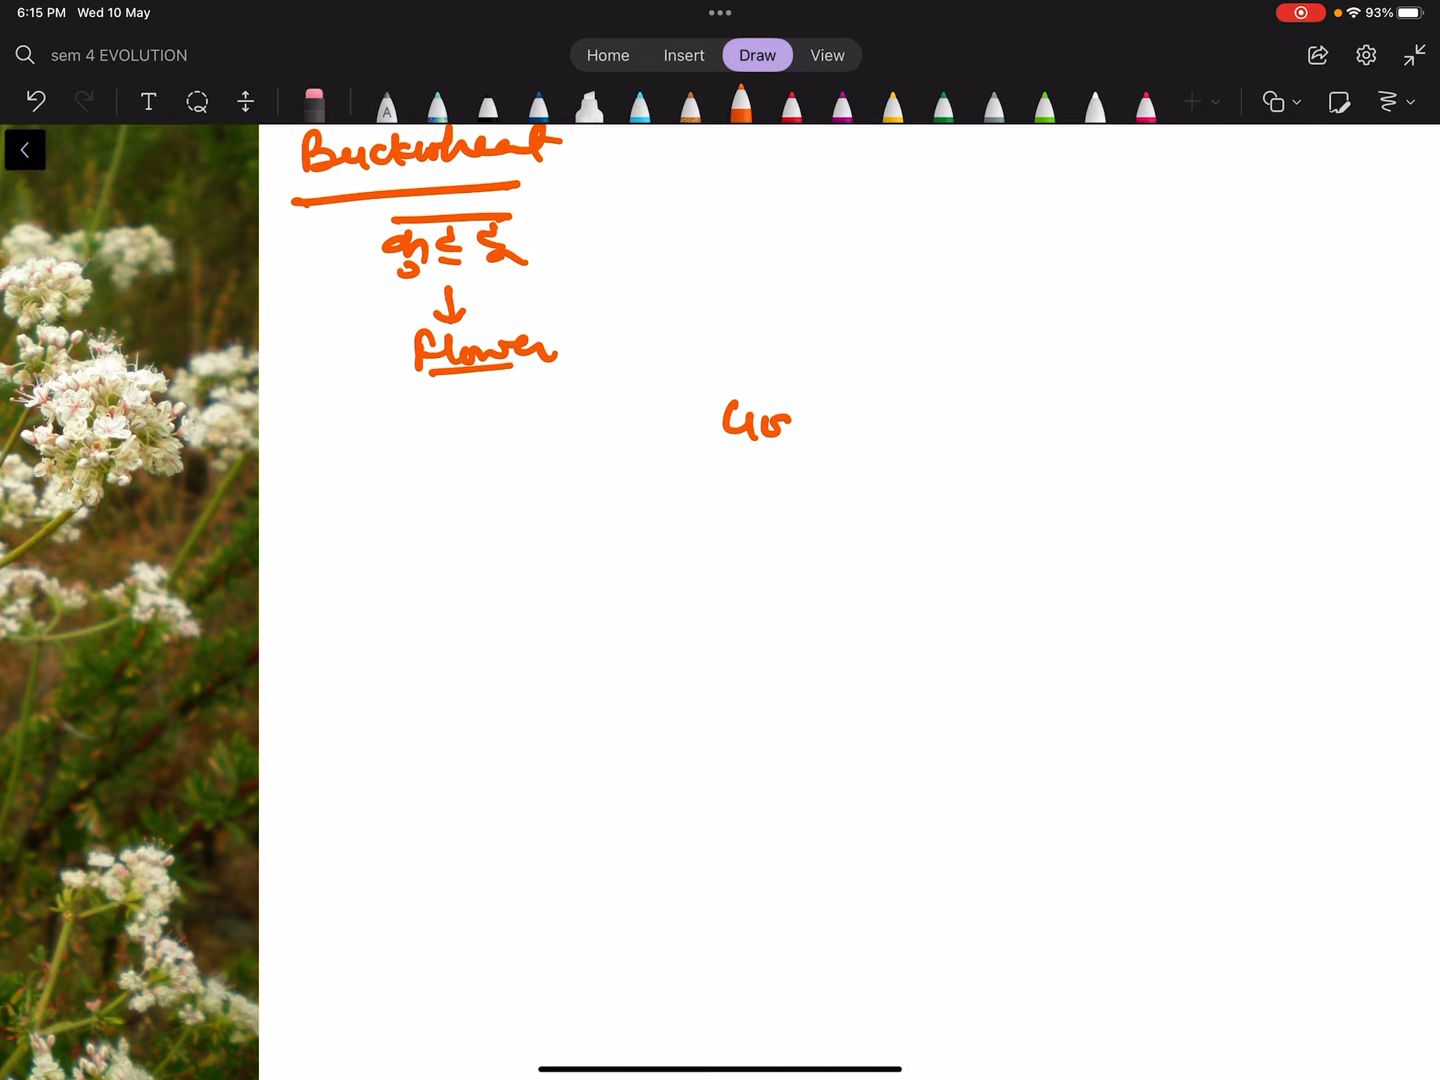 6:15 PM Wed 10 May
93%
sem 4 EVOLUTION
Home Insert Draw View
T
A
Buckwheat
कुट्टू
↓
Flower